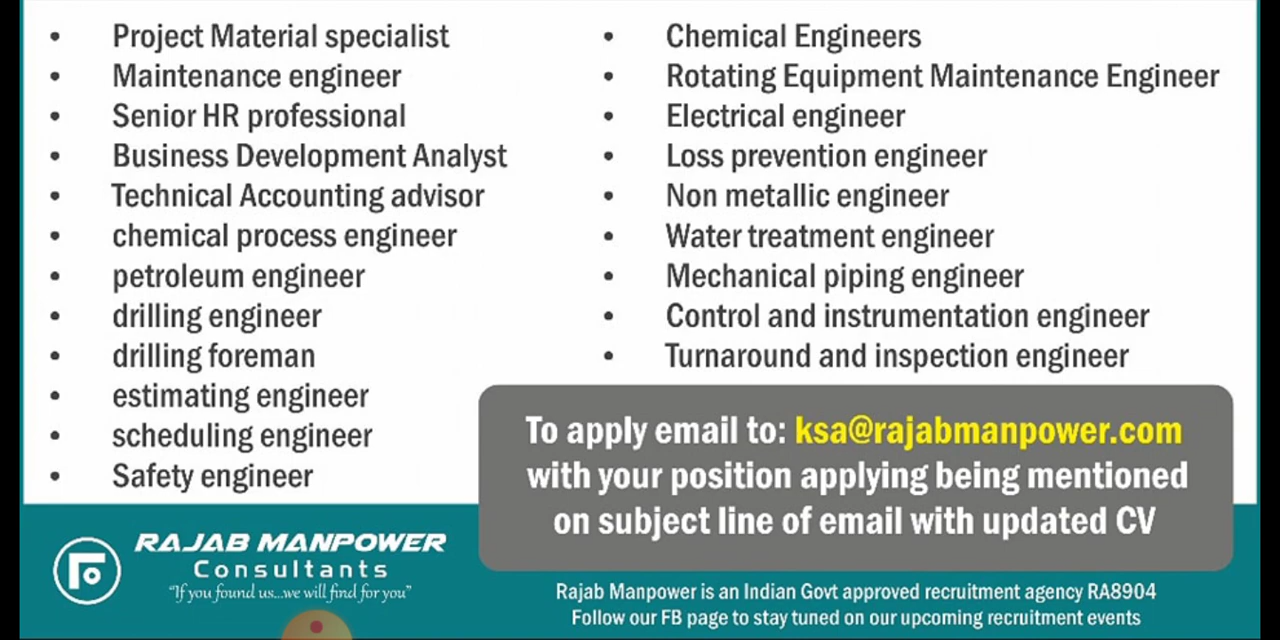 • Project Material specialist
• Maintenance engineer
• Senior HR professional
• Business Development Analyst
• Technical Accounting advisor
• chemical process engineer
• petroleum engineer
• drilling engineer
• drilling foreman
• estimating engineer
• scheduling engineer
• Safety engineer
• Chemical Engineers
• Rotating Equipment Maintenance Engineer
• Electrical engineer
• Loss prevention engineer
• Non metallic engineer
• Water treatment engineer
• Mechanical piping engineer
• Control and instrumentation engineer
• Turnaround and inspection engineer
To apply email to: ksa@rajabmanpower.com
with your position applying being mentioned
on subject line of email with updated CV
RAJAB MANPOWER
Consultants
"If you found us...we will find for you"
Rajab Manpower is an Indian Govt approved recruitment agency RA8904
Follow our FB page to stay tuned on our upcoming recruitment events